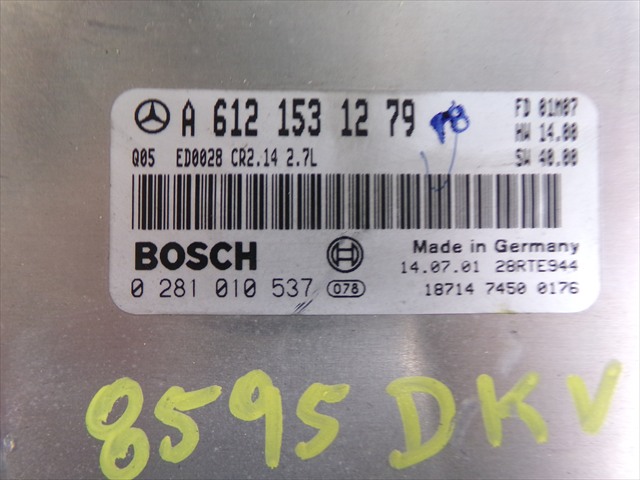 A 612 153 12 79
FD 01M07
HW 14.00
Q05 ED0028 CR2.14 2.7L
SW 40.00
BOSCH
Made in Germany
14.07.01 28RTE944
0 281 010 537 078
18714 7450 0176
8595 DKV